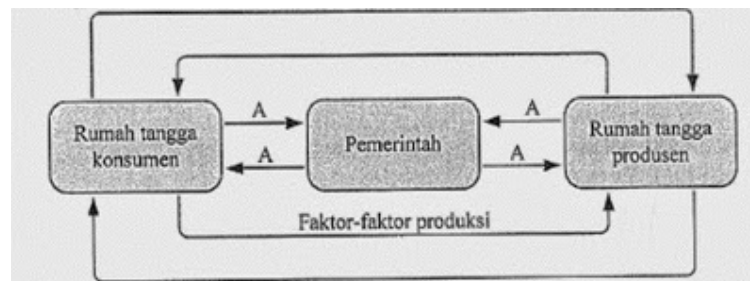 Rumah tangga
konsumen
A
A
Pemerintah
A
A
Rumah tangga
produsen
Faktor-faktor produksi